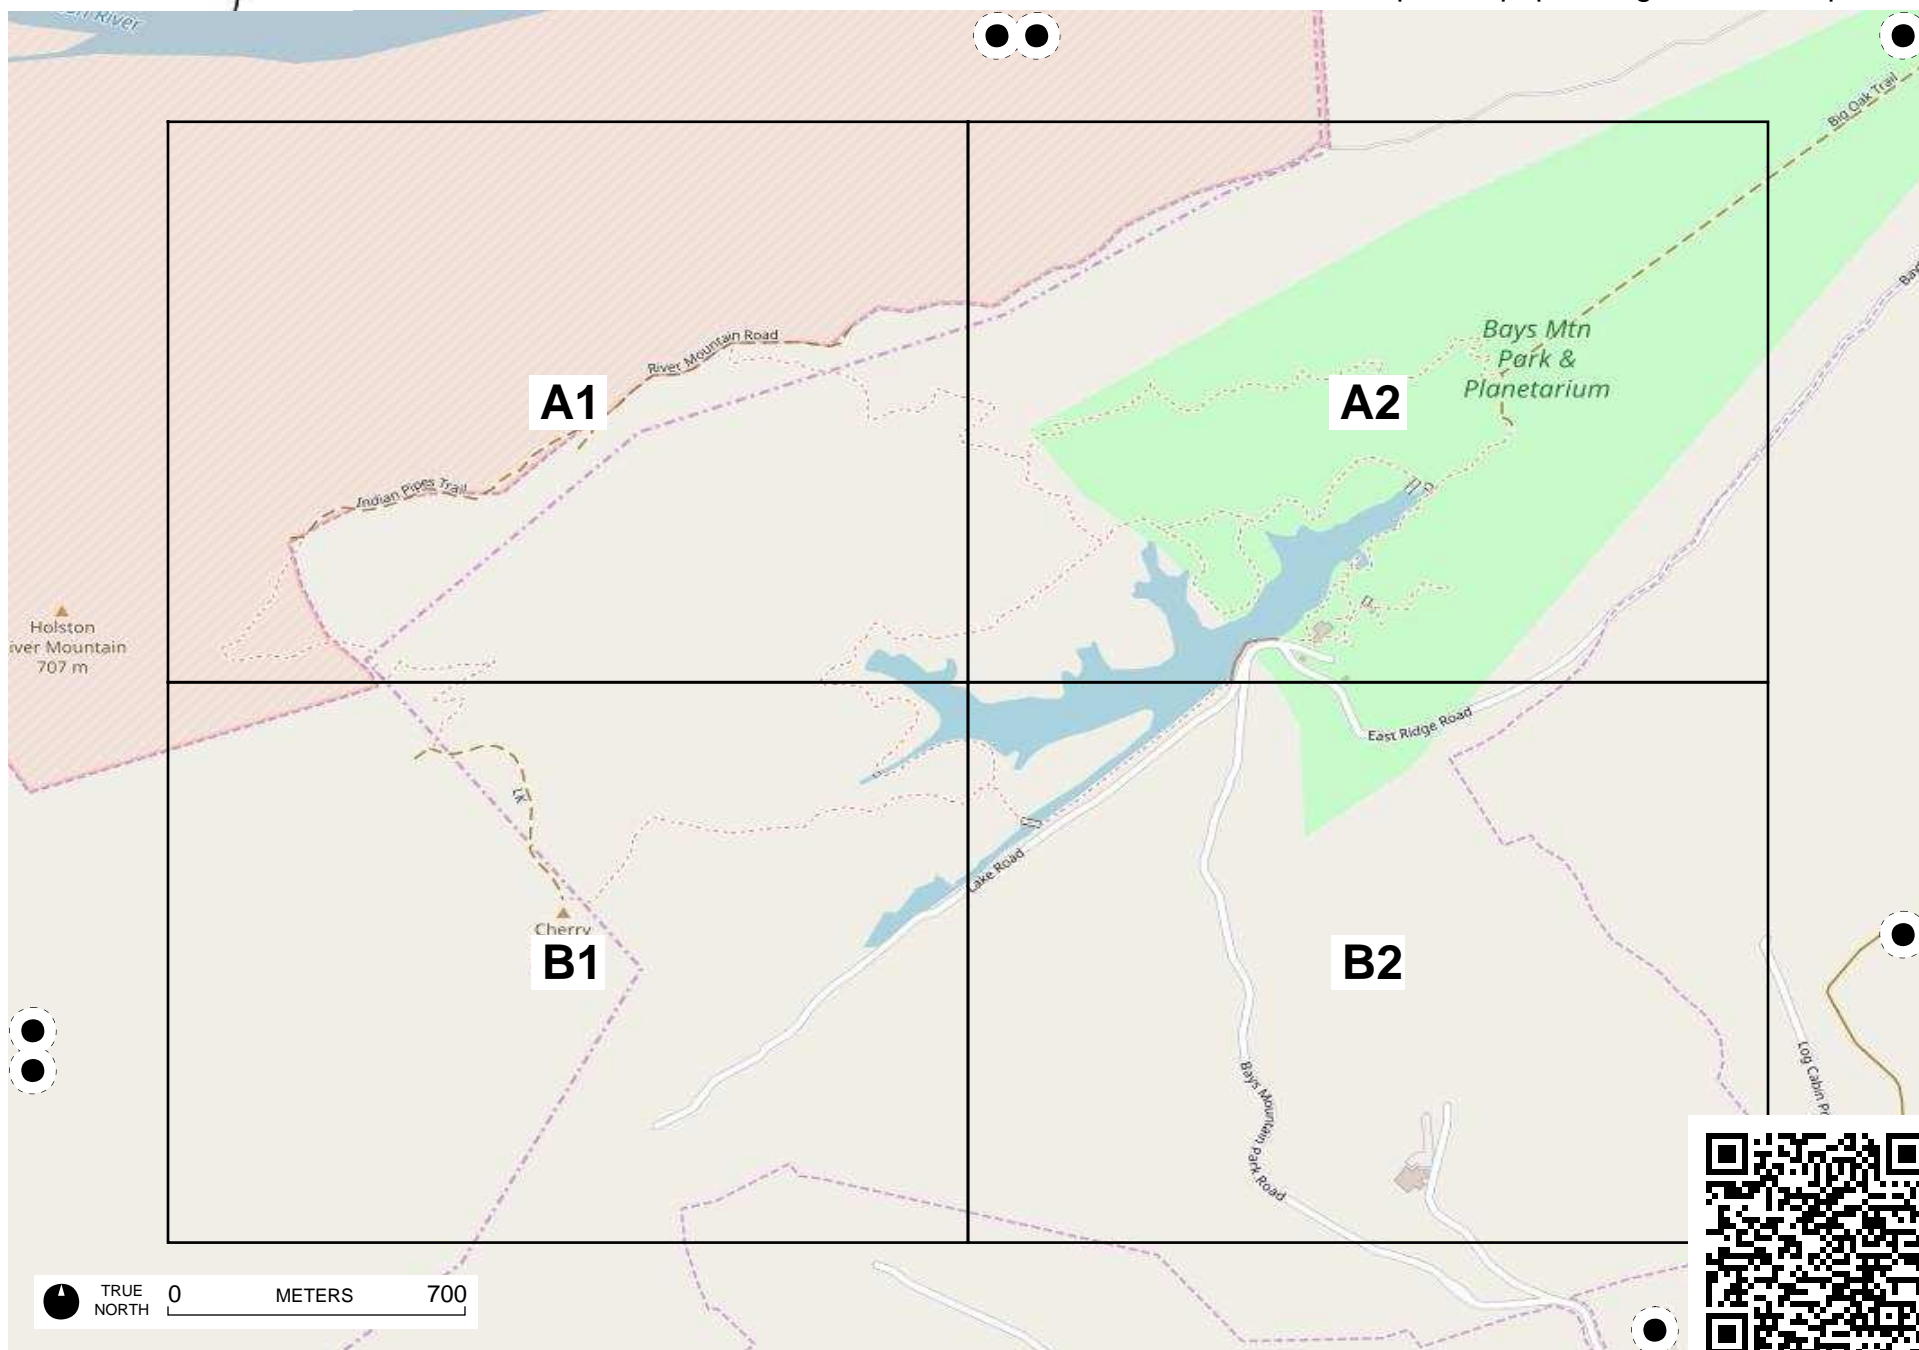 River
Big Oak Trail
River Mountain Road
Bays Mtn
Park &
Planetarium
A1
A2
Indian Pipes Trail
Holston
iver Mountain
707 m
East Ridge Road
LK
Lake Road
Cherry
B1
B2
Log Cabin
Bays Mountain
Park Road
TRUE
NORTH
0
METERS
700